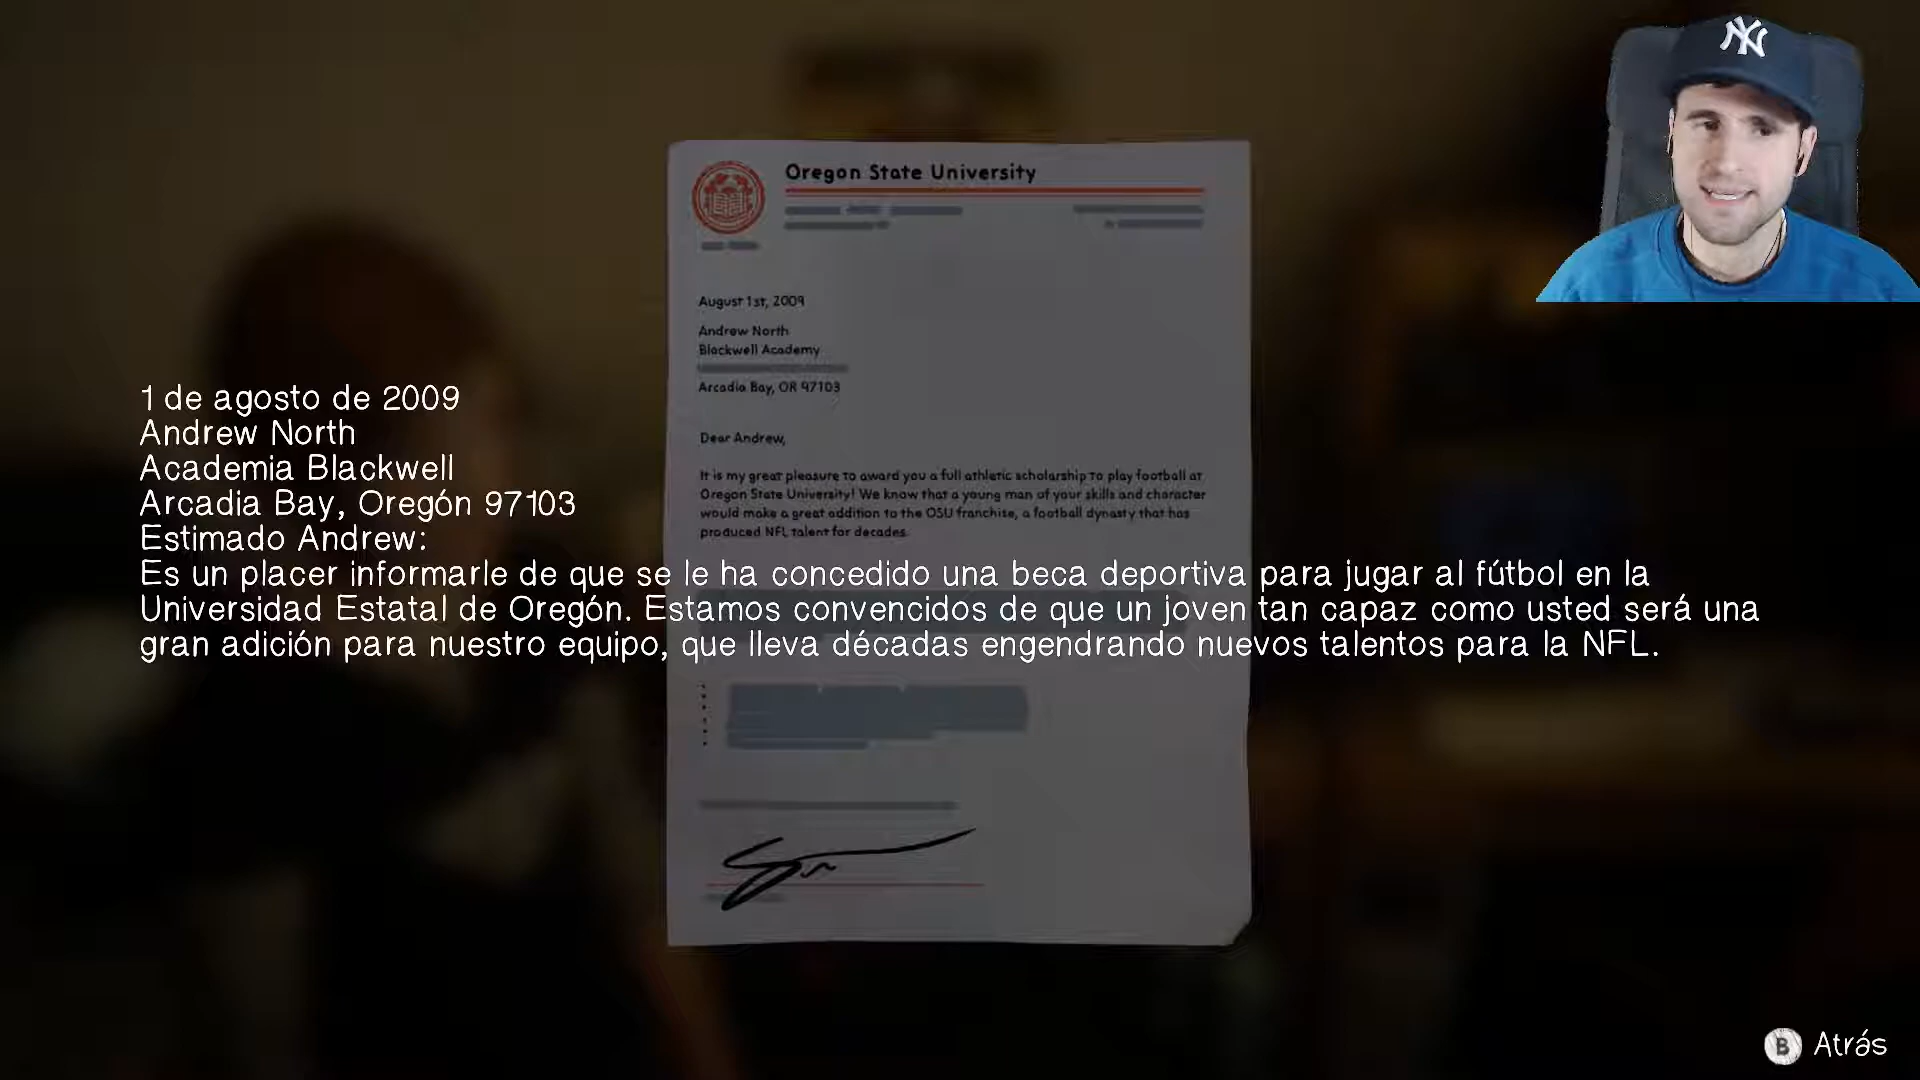 NY
Oregon State University
August 1st, 2009
Andrew North
Blackwell Academy
Arcadia Bay, OR 97103
Dear Andrew,
It is my great pleasure to award you a full athletic scholarship to play football at
Oregon State University! We know that a young man of your skills and character
would make a great addition to the OSU franchise, a football dynasty that has
produced NFL talent for decades.
1 de agosto de 2009
Andrew North
Academia Blackwell
Arcadia Bay, Oregón 97103
Estimado Andrew:
Es un placer informarle de que se le ha concedido una beca deportiva para jugar al fútbol en la
Universidad Estatal de Oregón. Estamos convencidos de que un joven tan capaz como usted será una
gran adición para nuestro equipo, que lleva décadas engendrando nuevos talentos para la NFL.
B Atrás